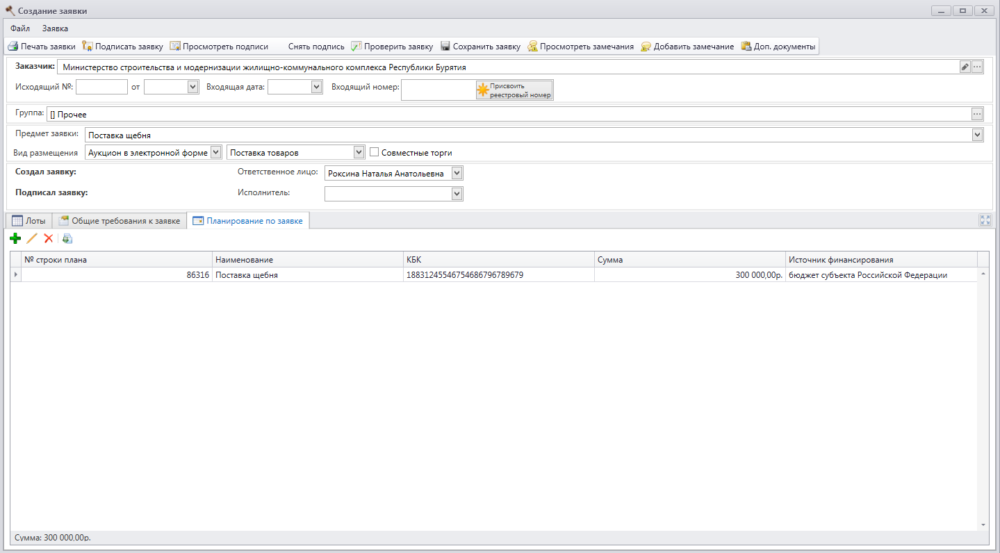 Создание заявки
Файл Заявка
Печать заявки Подписать заявку Просмотреть подписи Снять подпись Проверить заявку Сохранить заявку Просмотреть замечания Добавить замечание Доп. документы
Заказчик: Министерство строительства и модернизации жилищно-коммунального комплекса Республики Бурятия
Исходящий №: от Входящая дата: Входящий номер: Присвоить
реестровый номер
Группа: [] Прочее
Предмет заявки: Поставка щебня
Вид размещения Аукцион в электронной форме Поставка товаров Совместные торги
Создал заявку: Ответственное лицо: Роксина Наталья Анатольевна
Подписал заявку: Исполнитель:
Лоты Общие требования к заявке Планирование по заявке
№ строки плана Наименование КБК Сумма Источник финансирования
86316 Поставка щебня 18831245546754686796789679 300 000,00р. бюджет субъекта Российской Федерации
Сумма: 300 000,00р.